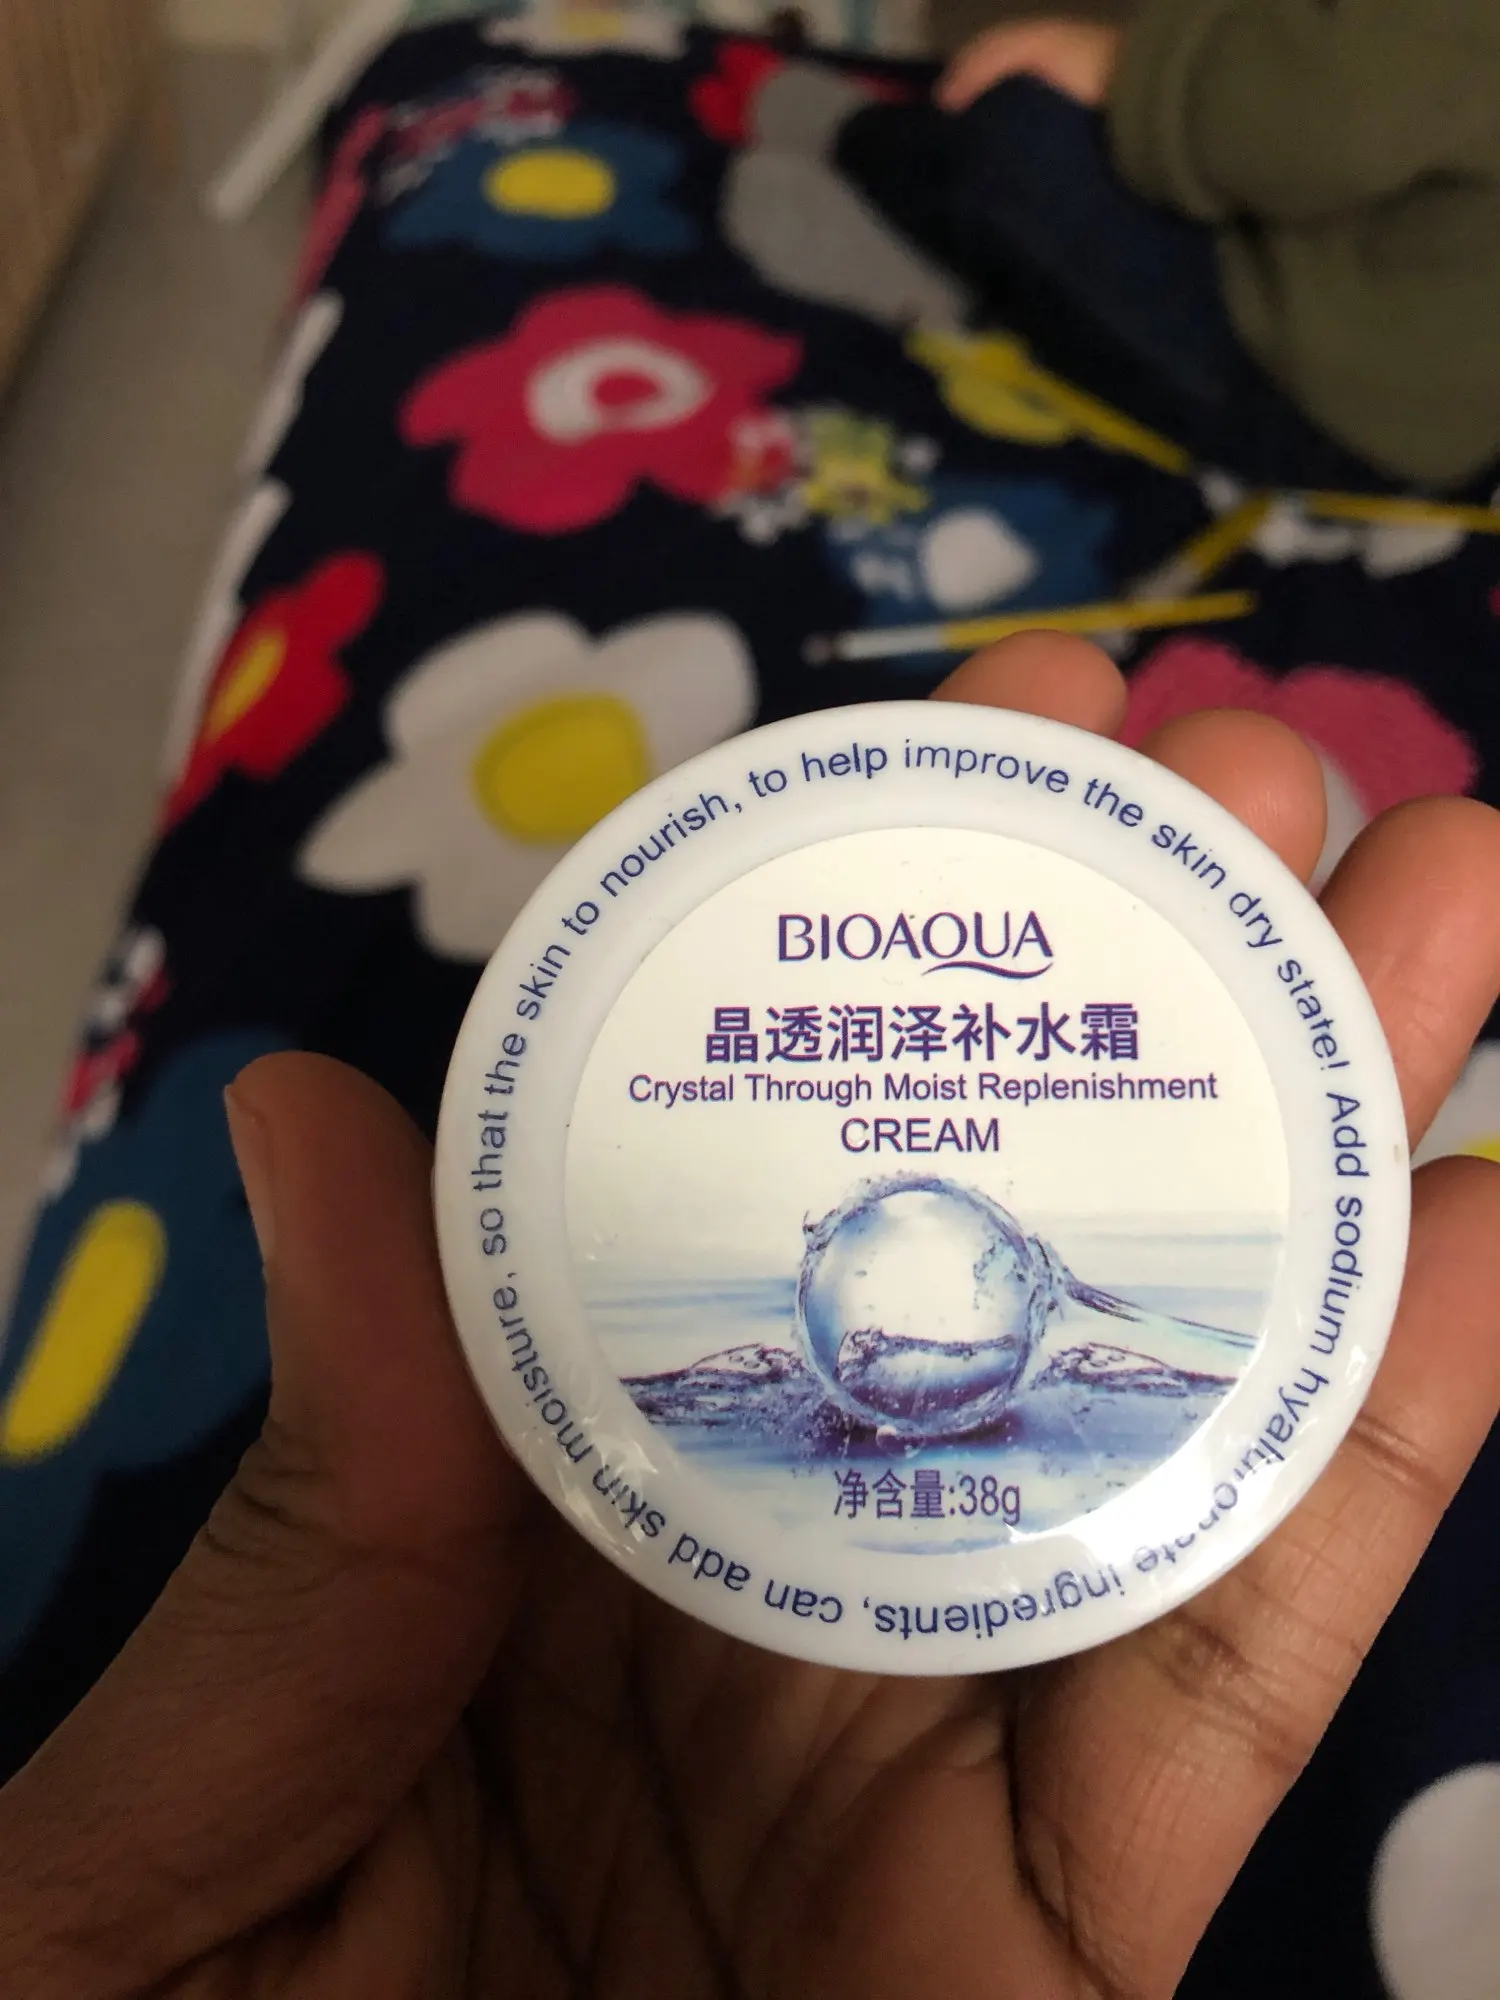 BIOAQUA
晶透润泽补水霜
Crystal Through Moist Replenishment
CREAM
净含量:38g
Add sodium hyaluronate ingredients, can add skin moisture, so that the skin to nourish, to help improve the skin dry state!